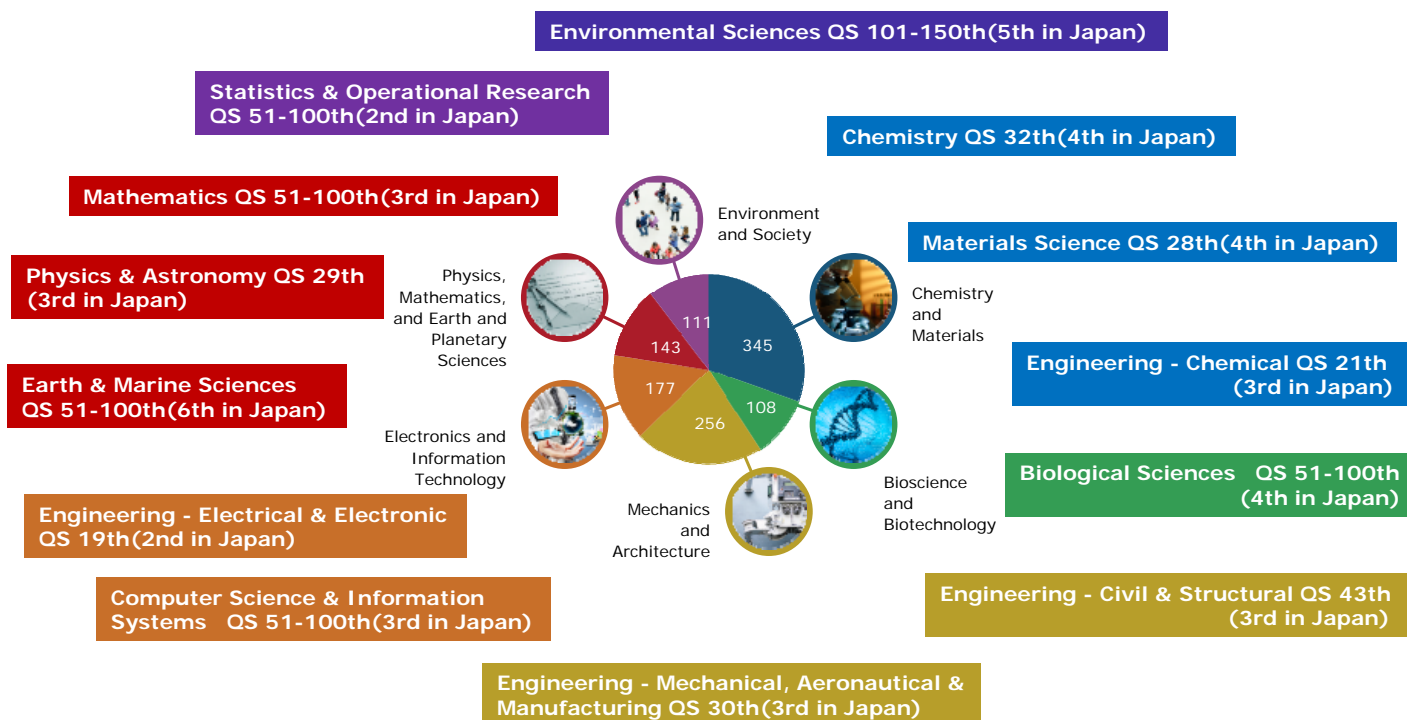 Environmental Sciences QS 101-150th(5th in Japan)
Statistics & Operational Research
QS 51-100th(2nd in Japan)
Chemistry QS 32th(4th in Japan)
Mathematics QS 51-100th(3rd in Japan)
Environment
and Society
Materials Science QS 28th(4th in Japan)
Physics & Astronomy QS 29th
(3rd in Japan)
Physics,
Mathematics,
and Earth and
Planetary
Sciences
Chemistry
and
Materials
111
143
345
177
108
256
Engineering - Chemical QS 21th
(3rd in Japan)
Earth & Marine Sciences
QS 51-100th(6th in Japan)
Electronics and
Information
Technology
Bioscience
and
Biotechnology
Biological Sciences QS 51-100th
(4th in Japan)
Mechanics
and
Architecture
Engineering - Electrical & Electronic
QS 19th(2nd in Japan)
Computer Science & Information
Systems QS 51-100th(3rd in Japan)
Engineering - Civil & Structural QS 43th
(3rd in Japan)
Engineering - Mechanical, Aeronautical &
Manufacturing QS 30th(3rd in Japan)